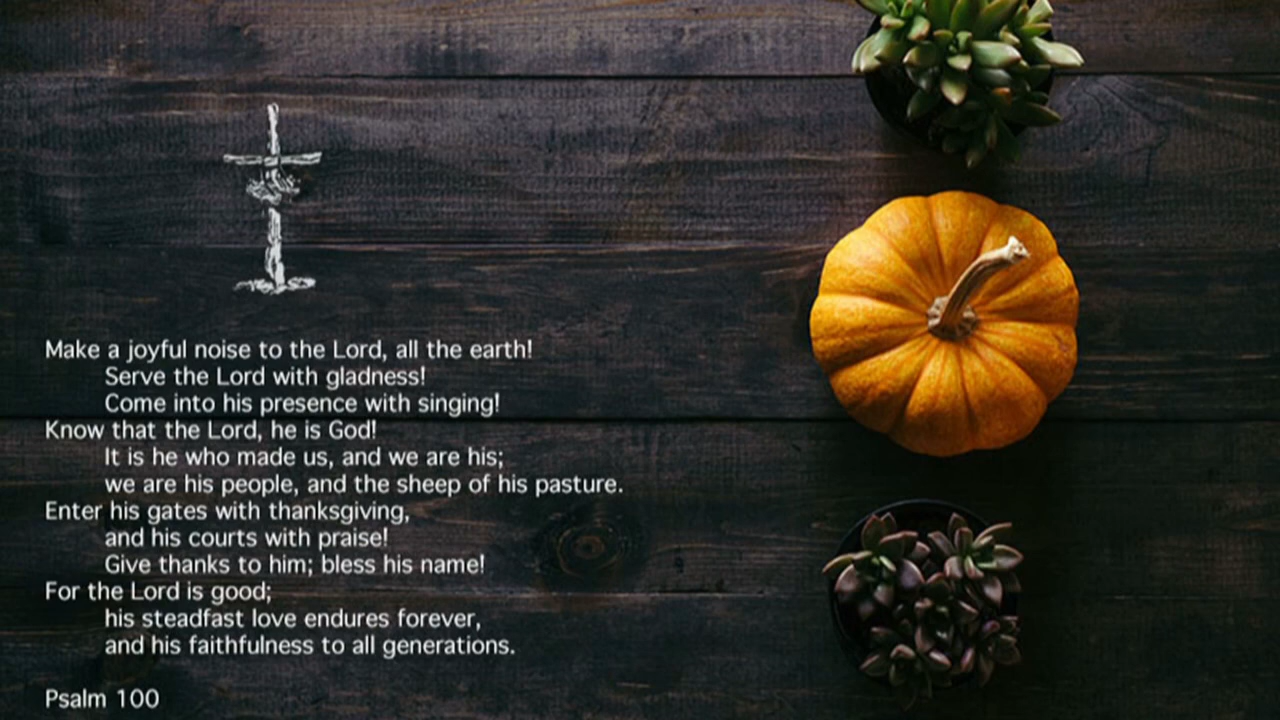 Make a joyful noise to the Lord, all the earth!
Serve the Lord with gladness!
Come into his presence with singing!
Know that the Lord, he is God!
It is he who made us, and we are his;
we are his people, and the sheep of his pasture.
Enter his gates with thanksgiving,
and his courts with praise!
Give thanks to him; bless his name!
For the Lord is good;
his steadfast love endures forever,
and his faithfulness to all generations.
Psalm 100